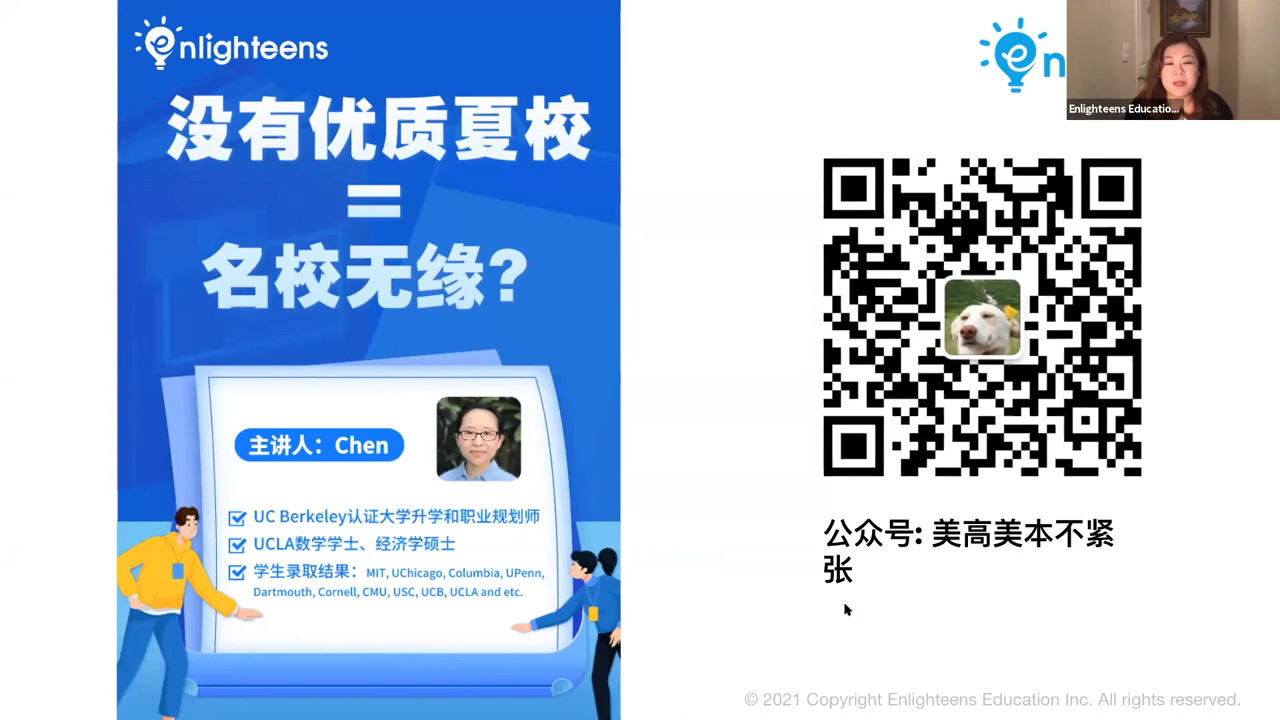 enlighteens
没有优质夏校
=
名校无缘?
主讲人：Chen
UC Berkeley认证大学升学和职业规划师
UCLA数学学士、经济学硕士
学生录取结果：MIT, UChicago, Columbia, UPenn,
Dartmouth, Cornell, CMU, USC, UCB, UCLA and etc.
en
Enlighteens Educatio...
公众号: 美高美本不紧
张
© 2021 Copyright Enlighteens Education Inc. All rights reserved.